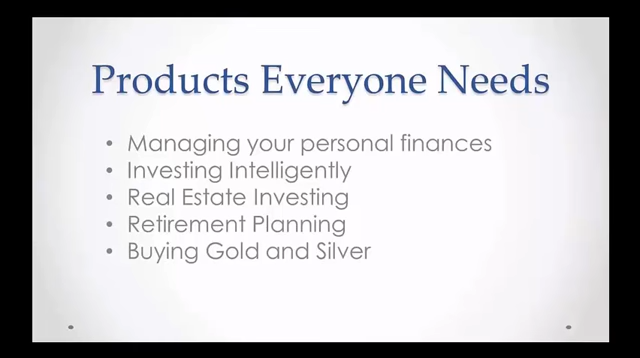 Products Everyone Needs
• Managing your personal finances
• Investing Intelligently
• Real Estate Investing
• Retirement Planning
• Buying Gold and Silver